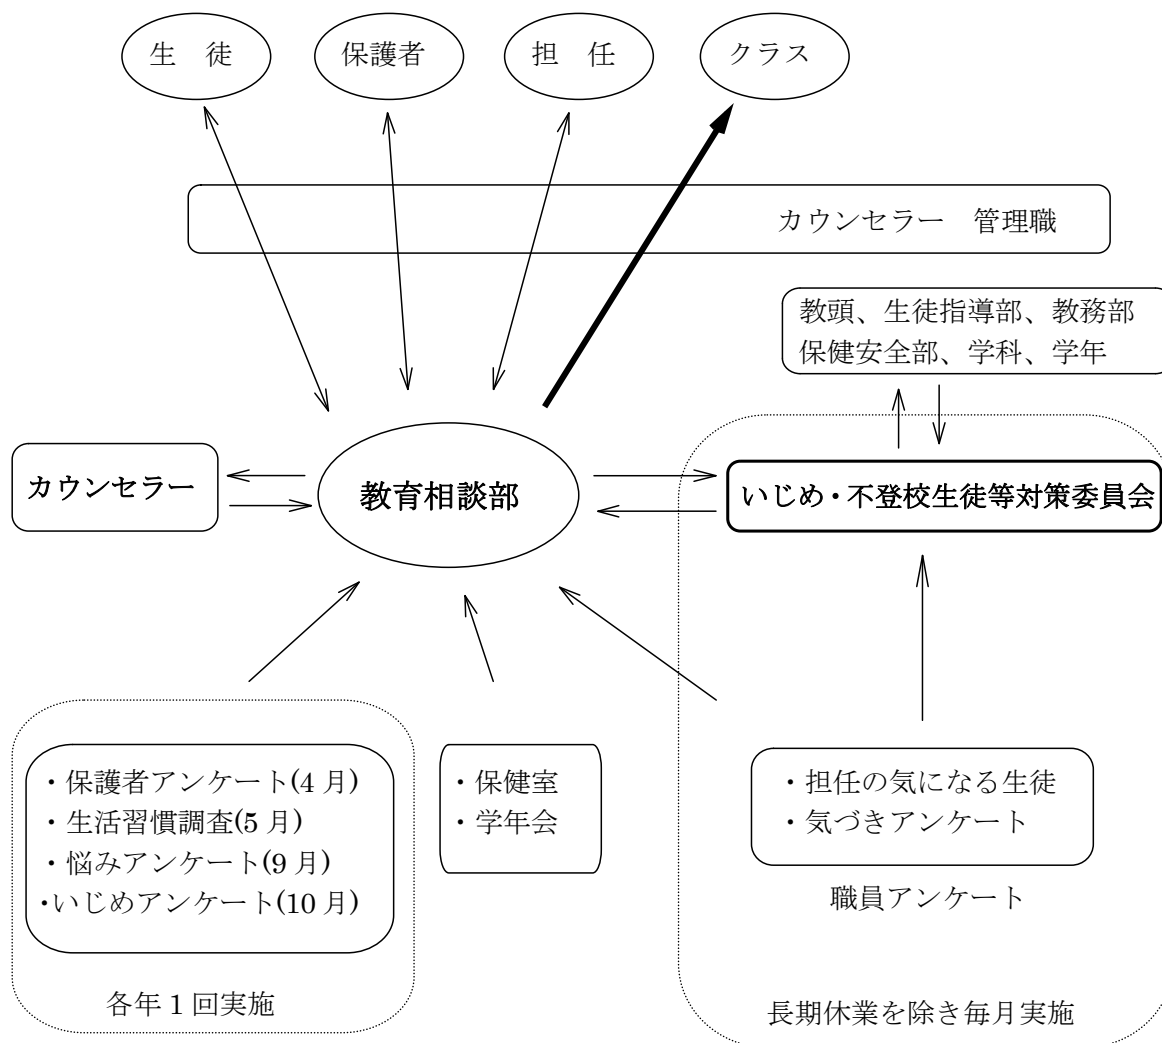 生　徒
保護者
担　任
クラス
カウンセラー　管理職
教頭、生徒指導部、教務部
保健安全部、学科、学年
カウンセラー
教育相談部
いじめ・不登校生徒等対策委員会
・保護者アンケート(4 月)
・生活習慣調査(5 月)
・悩みアンケート(9 月)
・いじめアンケート(10 月)
各年 1 回実施
・保健室
・学年会
・担任の気になる生徒
・気づきアンケート
職員アンケート
長期休業を除き毎月実施